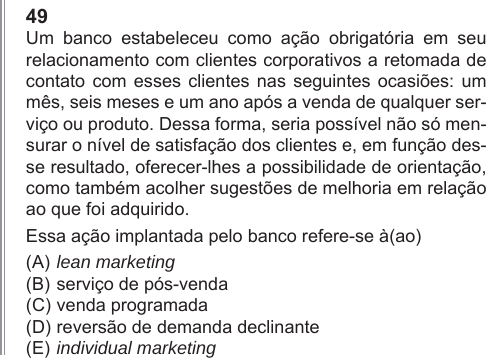 49
Um banco estabeleceu como ação obrigatória em seu
relacionamento com clientes corporativos a retomada de
contato com esses clientes nas seguintes ocasiões: um
mês, seis meses e um ano após a venda de qualquer ser-
viço ou produto. Dessa forma, seria possível não só men-
surar o nível de satisfação dos clientes e, em função des-
se resultado, oferecer-lhes a possibilidade de orientação,
como também acolher sugestões de melhoria em relação
ao que foi adquirido.
Essa ação implantada pelo banco refere-se à(ao)
(A) lean marketing
(B) serviço de pós-venda
(C) venda programada
(D) reversão de demanda declinante
(E) individual marketing